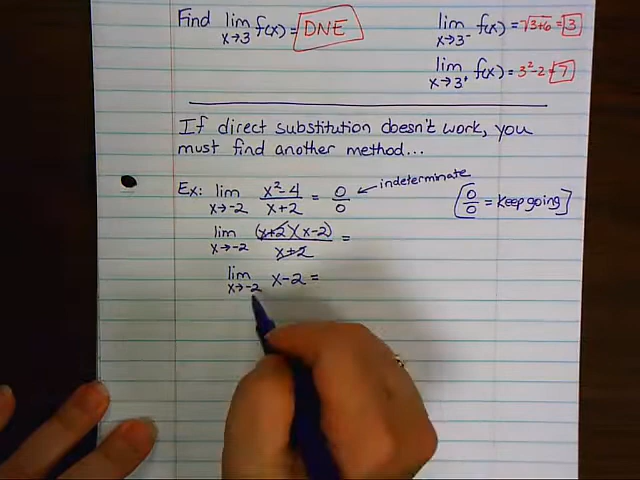 Find lim f(x) = DNE
x→3
lim f(x) = √3+6 = 3
x→3⁻
lim f(x) = 3²-2 = 7
x→3⁺
If direct substitution doesn't work, you
must find another method...
Ex: lim x²-4 / x+2 = 0/0 ← indeterminate
x→-2
(0/0 = keep going]
lim (x+2)(x-2) / x+2 =
x→-2
lim x-2 =
x→-2